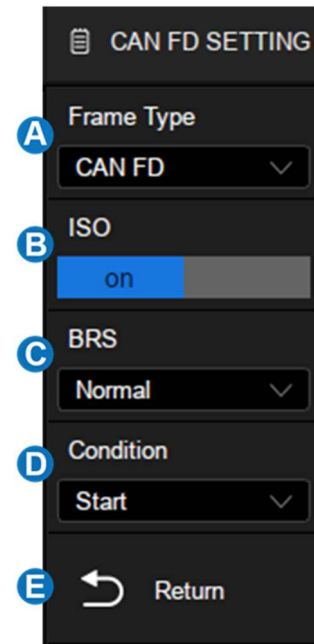 CAN FD SETTING
A
Frame Type
CAN FD
B
ISO
on
C
BRS
Normal
D
Condition
Start
E
Return